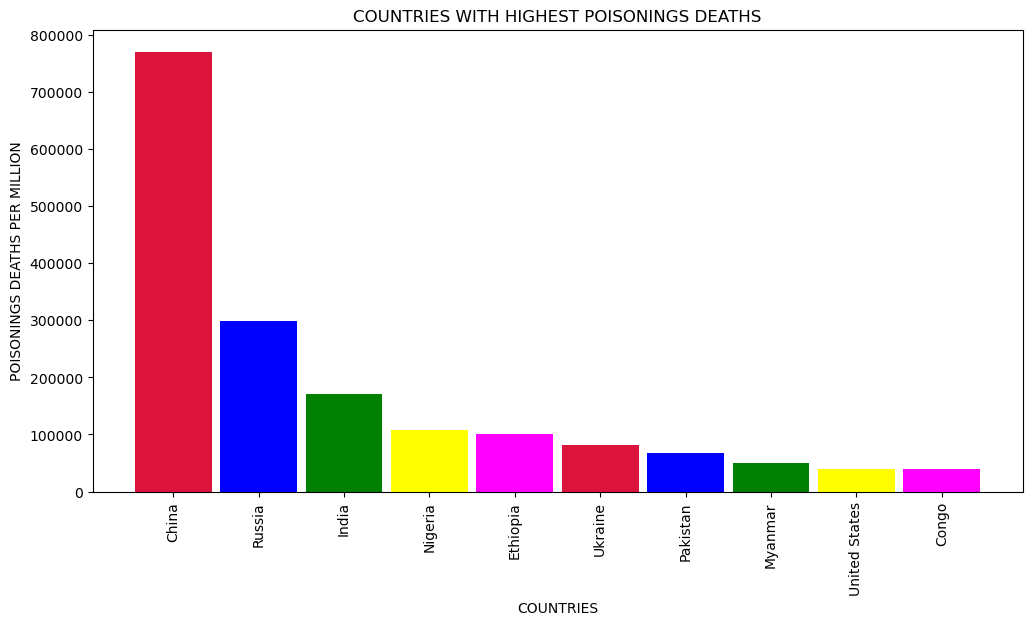 COUNTRIES WITH HIGHEST POISONINGS DEATHS
POISONINGS DEATHS PER MILLION
800000
700000
600000
500000
400000
300000
200000
100000
0
China
Russia
India
Nigeria
Ethiopia
Ukraine
Pakistan
Myanmar
United States
Congo
COUNTRIES